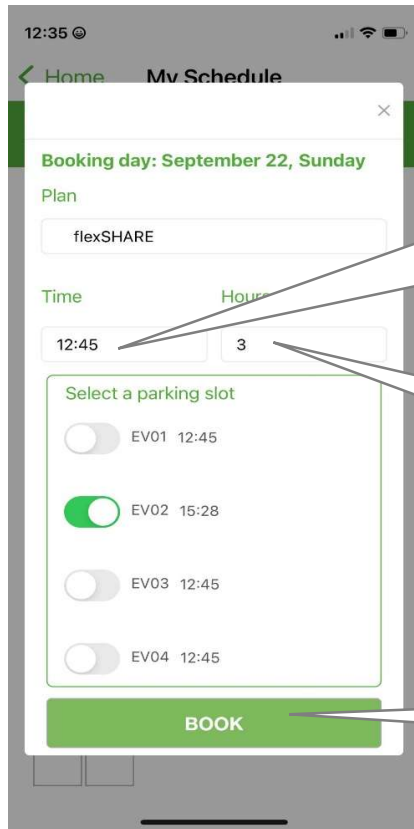 12:35
Home My Schedule
×
Booking day: September 22, Sunday
Plan
flexSHARE
Time Hours
12:45 3
Select a parking slot
EV01 12:45
EV02 15:28
EV03 12:45
EV04 12:45
BOOK